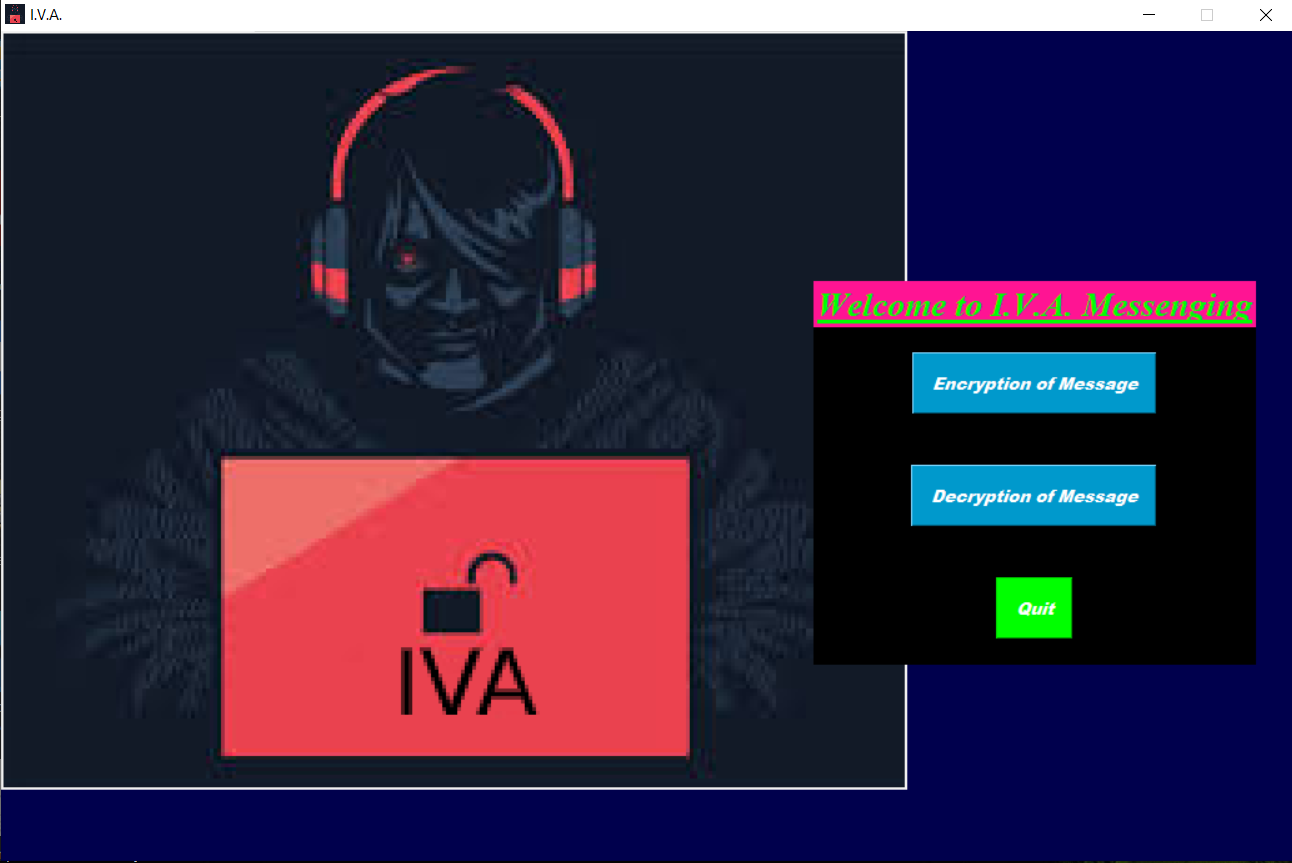 I.V.A.
Welcome to I.V.A. Messenging
Encryption of Message
Decryption of Message
Quit
IVA